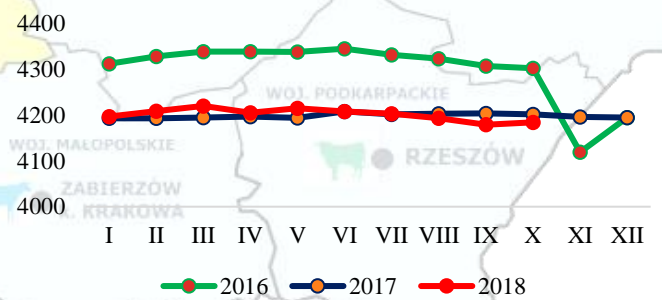 4400
4300
4200
4100
4000
WOJ. PODKARPACKIE
WOJ. MAŁOPOLSKIE
RZESZÓW
ZABIERZÓW
K. KRAKOWA
I II III IV V VI VII VIII IX X XI XII
2016 2017 2018